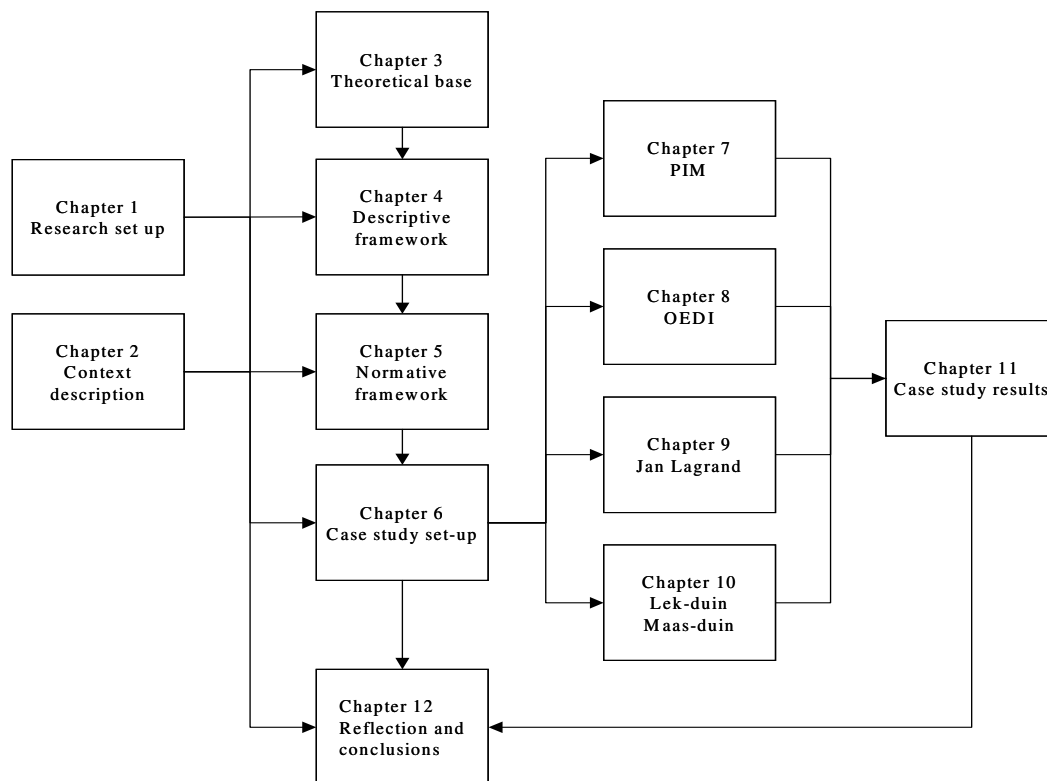 Chapter 1
Research set up
Chapter 2
Context
description
Chapter 3
Theoretical base
Chapter 4
Descriptive
framework
Chapter 5
Normative
framework
Chapter 6
Case study set-up
Chapter 7
PIM
Chapter 8
OEDI
Chapter 9
Jan Lagrand
Chapter 10
Lek-duin
Maas-duin
Chapter 11
Case study results
Chapter 12
Reflection and
conclusions